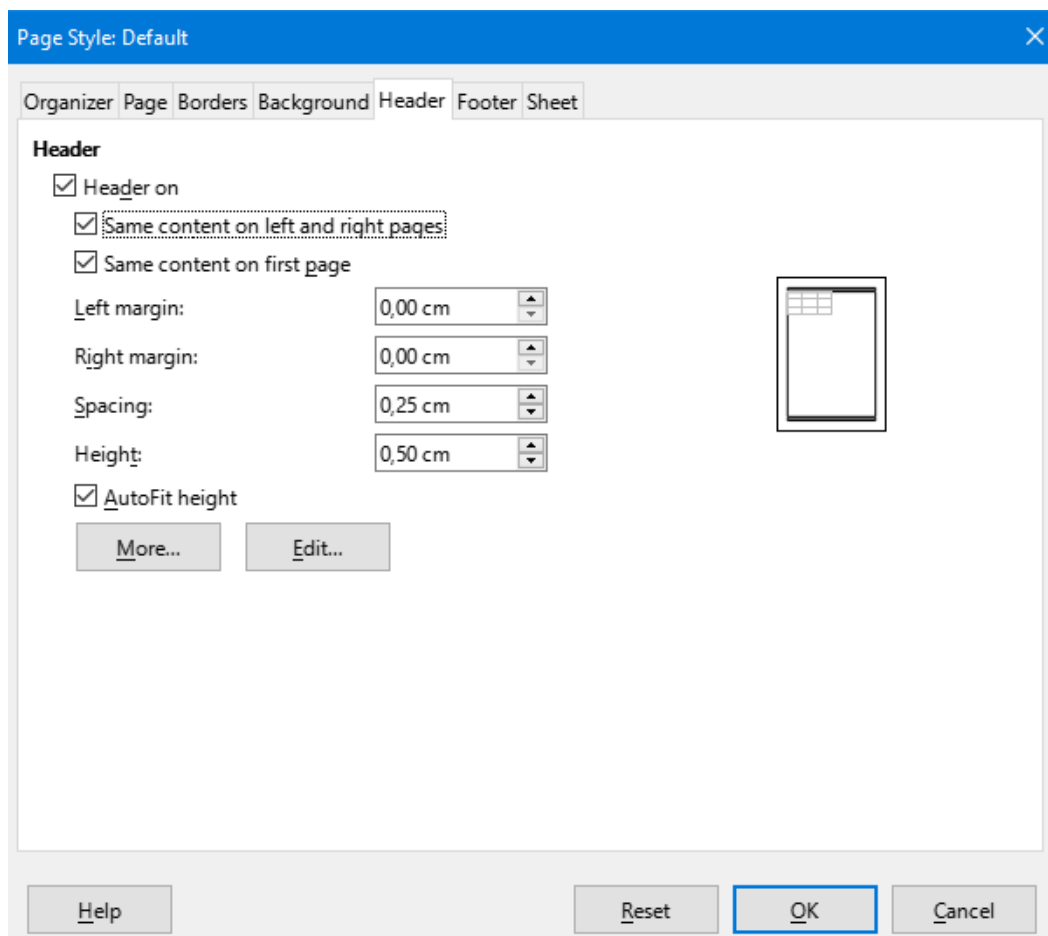 Page Style: Default
Organizer Page Borders Background Header Footer Sheet
Header
Header on
Same content on left and right pages
Same content on first page
Left margin: 0,00 cm
Right margin: 0,00 cm
Spacing: 0,25 cm
Height: 0,50 cm
AutoFit height
More... Edit...
Help Reset OK Cancel